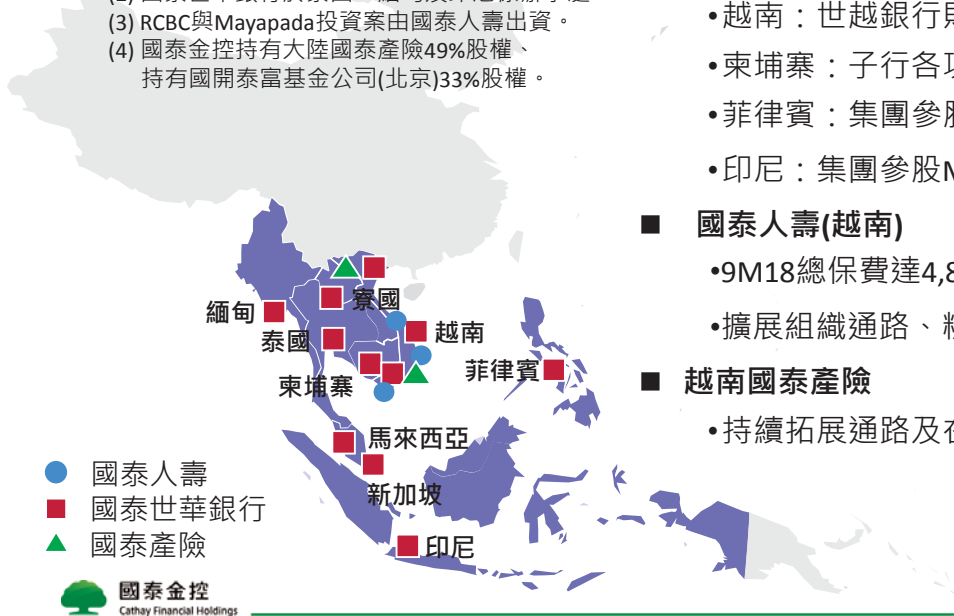 (3) RCBC與Mayapada投資案由國泰人壽出資。
(4) 國泰金控持有大陸國泰產險49%股權、
持有國開泰富基金公司(北京)33%股權。
•越南：世越銀行
•柬埔寨：子行各
•菲律賓：集團參股
•印尼：集團參股M
■ 國泰人壽(越南)
•9M18總保費達4,8
•擴展組織通路、
■ 越南國泰產險
•持續拓展通路及在
緬甸
寮國
泰國
越南
柬埔寨
菲律賓
馬來西亞
新加坡
印尼
國泰人壽
國泰世華銀行
國泰產險
國泰金控
Cathay Financial Holdings